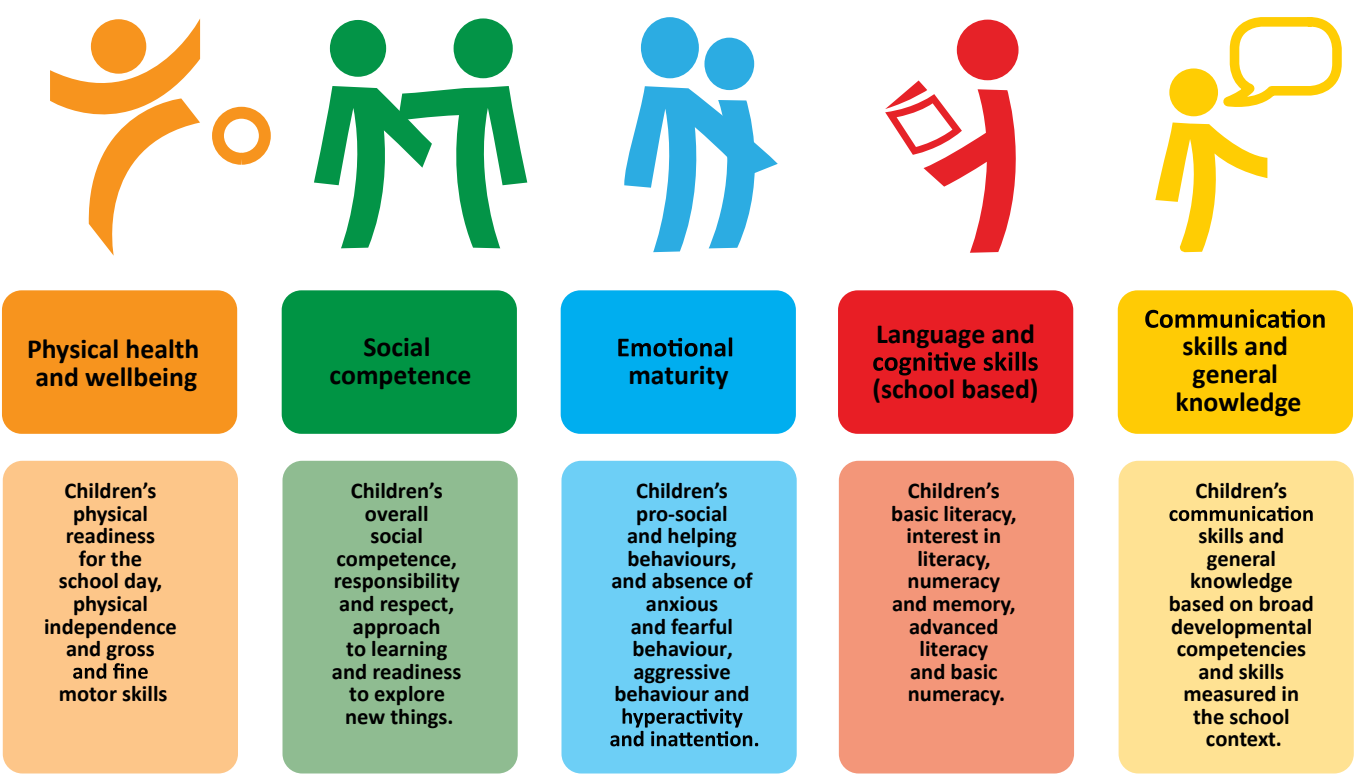 Physical health
and wellbeing
Social
competence
Emotional
maturity
Language and
cognitive skills
(school based)
Communication
skills and
general
knowledge
Children’s
physical
readiness
for the
school day,
physical
independence
and gross
and fine
motor skills
Children’s
overall
social
competence,
responsibility
and respect,
approach
to learning
and readiness
to explore
new things.
Children’s
pro-social
and helping
behaviours,
and absence of
anxious
and fearful
behaviour,
aggressive
behaviour and
hyperactivity
and inattention.
Children’s
basic literacy,
interest in
literacy,
numeracy
and memory,
advanced
literacy
and basic
numeracy.
Children’s
communication
skills and
general
knowledge
based on broad
developmental
competencies
and skills
measured in
the school
context.